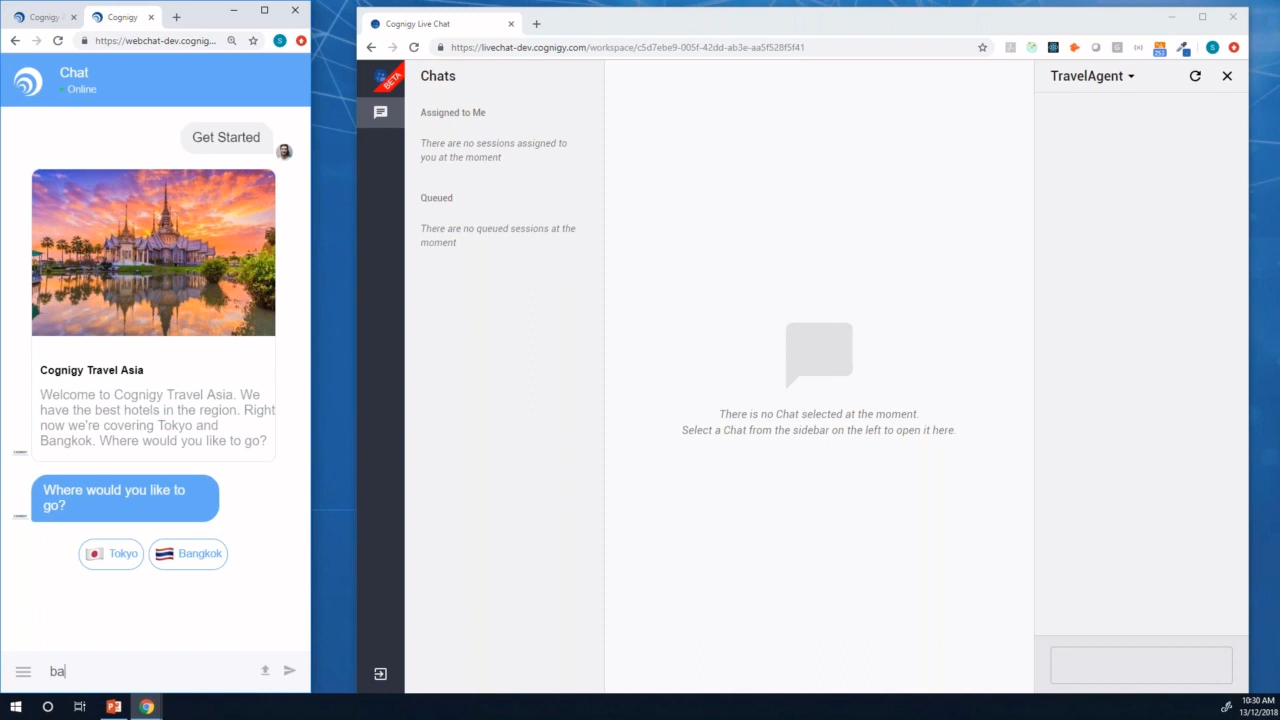 Cognigy
Cognigy
https://webchat-dev.cognig...
S
Chat
Online
Get Started
Cognigy Travel Asia
Welcome to Cognigy Travel Asia. We
have the best hotels in the region. Right
now we're covering Tokyo and
Bangkok. Where would you like to go?
Where would you like to
go?
Tokyo
Bangkok
ba
Cognigy Live Chat
https://livechat-dev.cognigy.com/workspace/c5d7ebe9-005f-42dd-ab3e-aa5f528f5f41
S
BETA
Chats
Assigned to Me
There are no sessions assigned to
you at the moment
Queued
There are no queued sessions at the
moment
There is no Chat selected at the moment.
Select a Chat from the sidebar on the left to open it here.
TravelAgent
10:30 AM
13/12/2018